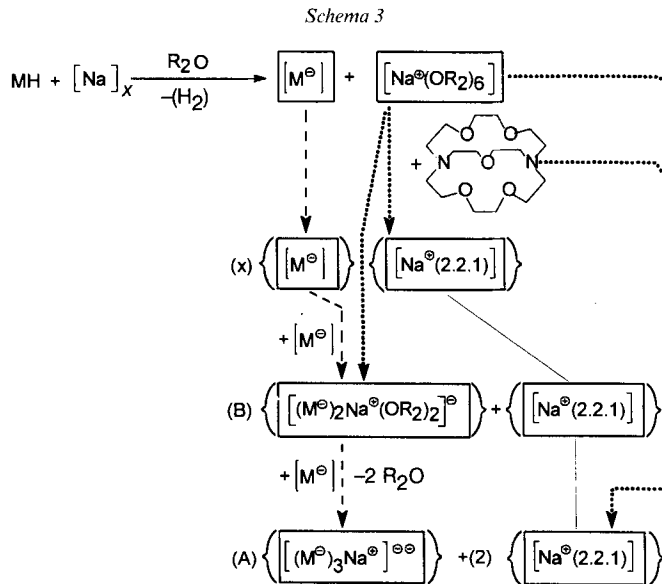 Schema 3
MH + [Na]x R₂O –(H₂) [M⊖] + [Na⊕(OR₂)₆]
+ O O N O N O O
(x) {[M⊖]} {[Na⊕(2.2.1)]}
+ [M⊖]
(B) {[(M⊖)₂Na⊕(OR₂)₂]⊖} + {[Na⊕(2.2.1)]}
+ [M⊖] –2 R₂O
(A) {[(M⊖)₃Na⊕]⊖⊖} +(2) {[Na⊕(2.2.1)]}